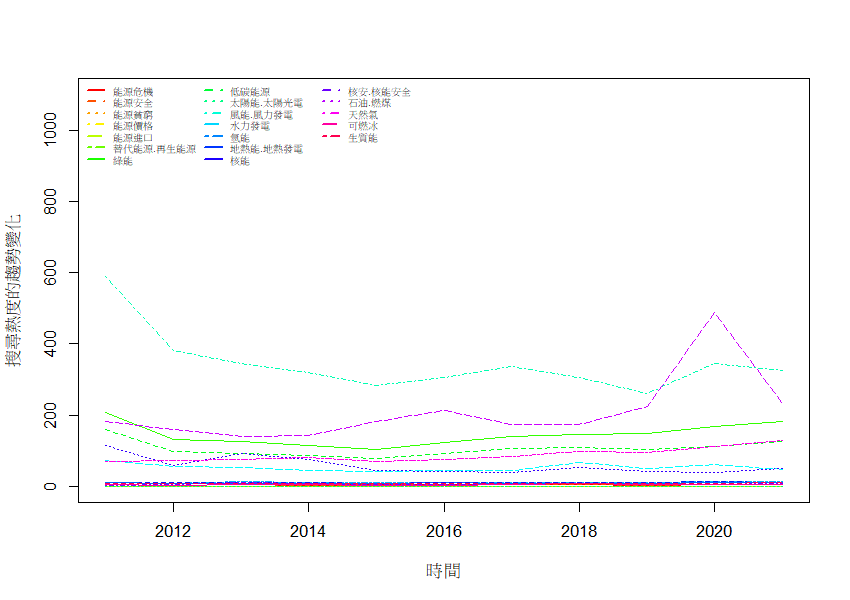 能源危機
能源安全
能源貧窮
能源價格
能源進口
替代能源.再生能源
綠能
低碳能源
太陽能.太陽光電
風能.風力發電
水力發電
氫能
地熱能.地熱發電
核能
核安.核能安全
石油.燃煤
天然氣
可燃冰
生質能
搜尋熱度的趨勢變化
1000
800
600
400
200
0
2012 2014 2016 2018 2020
時間